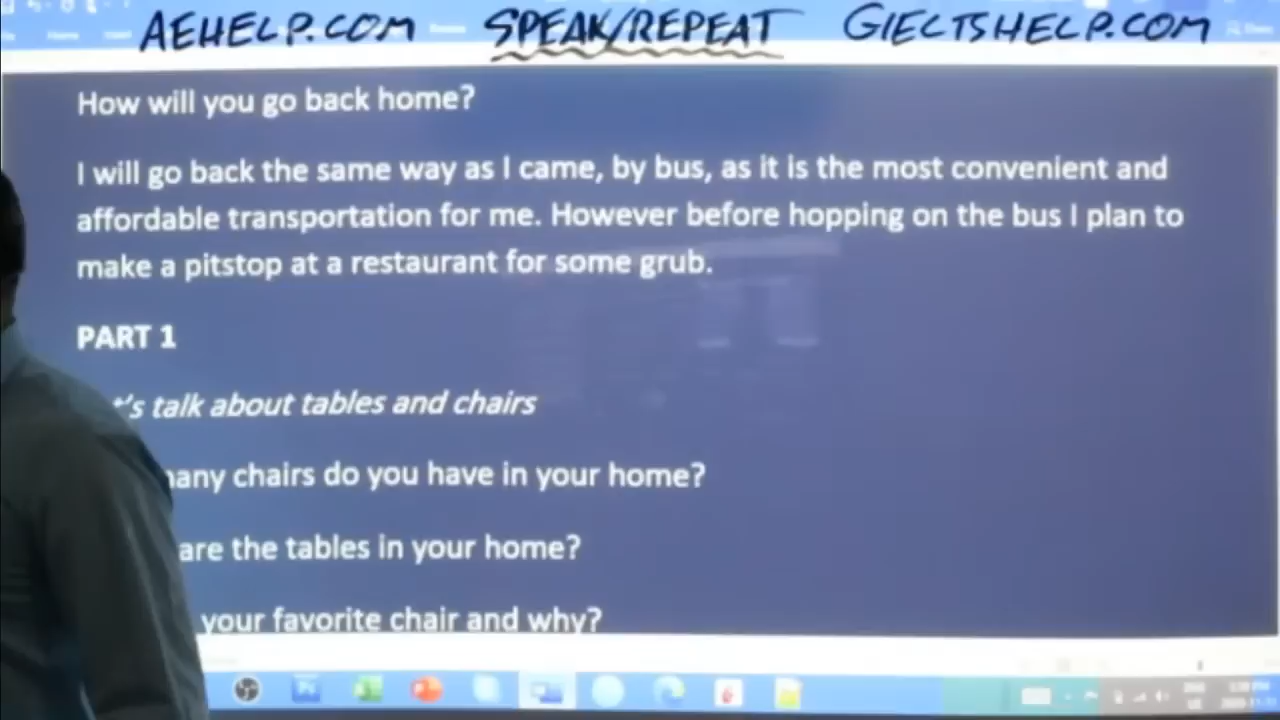 AEHELP.COM SPEAK/REPEAT GIELTSHELP.COM
How will you go back home?
I will go back the same way as I came, by bus, as it is the most convenient and
affordable transportation for me. However before hopping on the bus I plan to
make a pitstop at a restaurant for some grub.
PART 1
t's talk about tables and chairs
many chairs do you have in your home?
are the tables in your home?
your favorite chair and why?